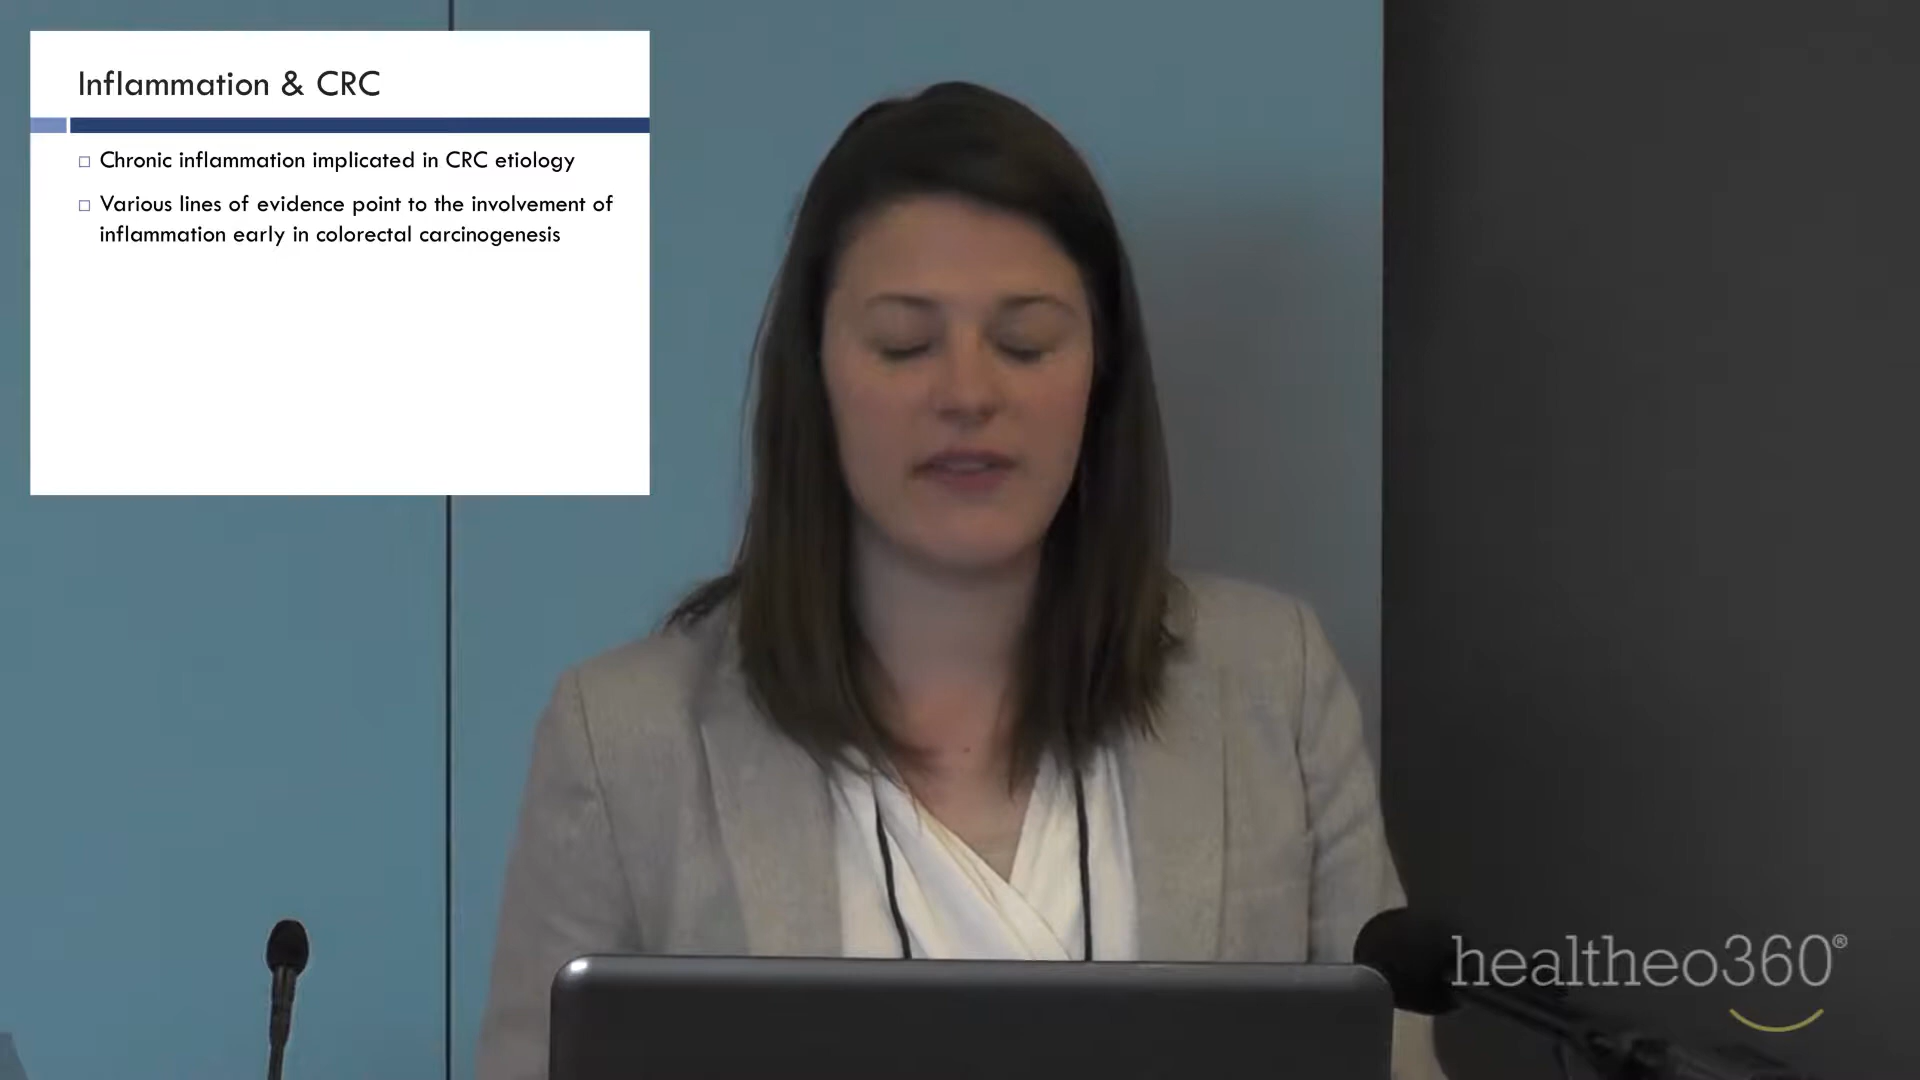 Inflammation & CRC
Chronic inflammation implicated in CRC etiology
Various lines of evidence point to the involvement of
inflammation early in colorectal carcinogenesis
healtheo360®